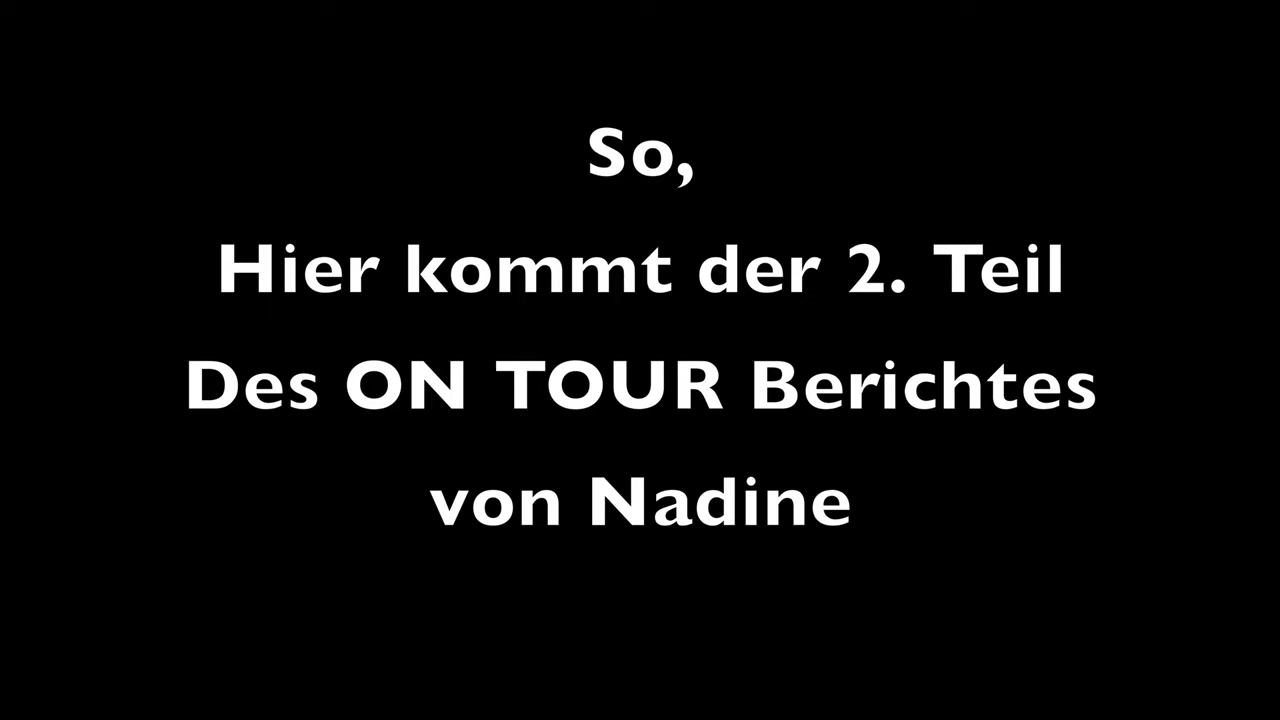 So,
Hier kommt der 2. Teil
Des ON TOUR Berichtes
von Nadine